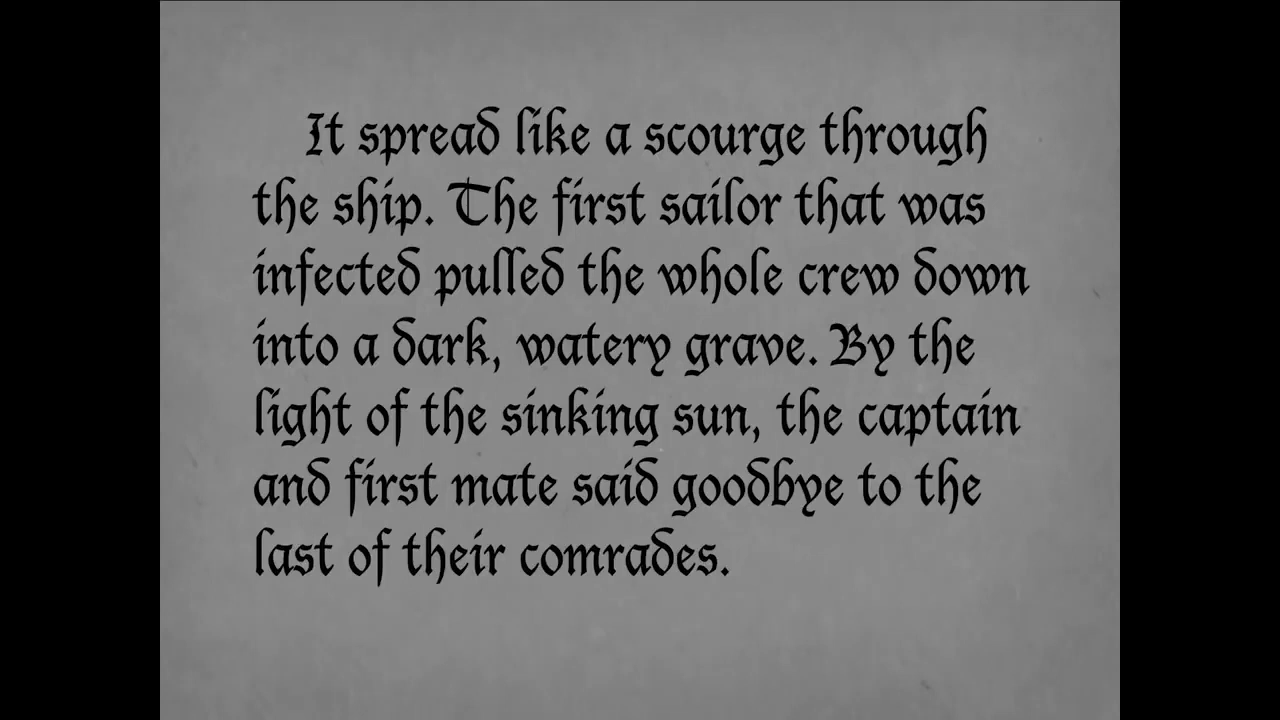 It spread like a scourge through
the ship. The first sailor that was
infected pulled the whole crew down
into a dark, watery grave. By the
light of the sinking sun, the captain
and first mate said goodbye to the
last of their comrades.